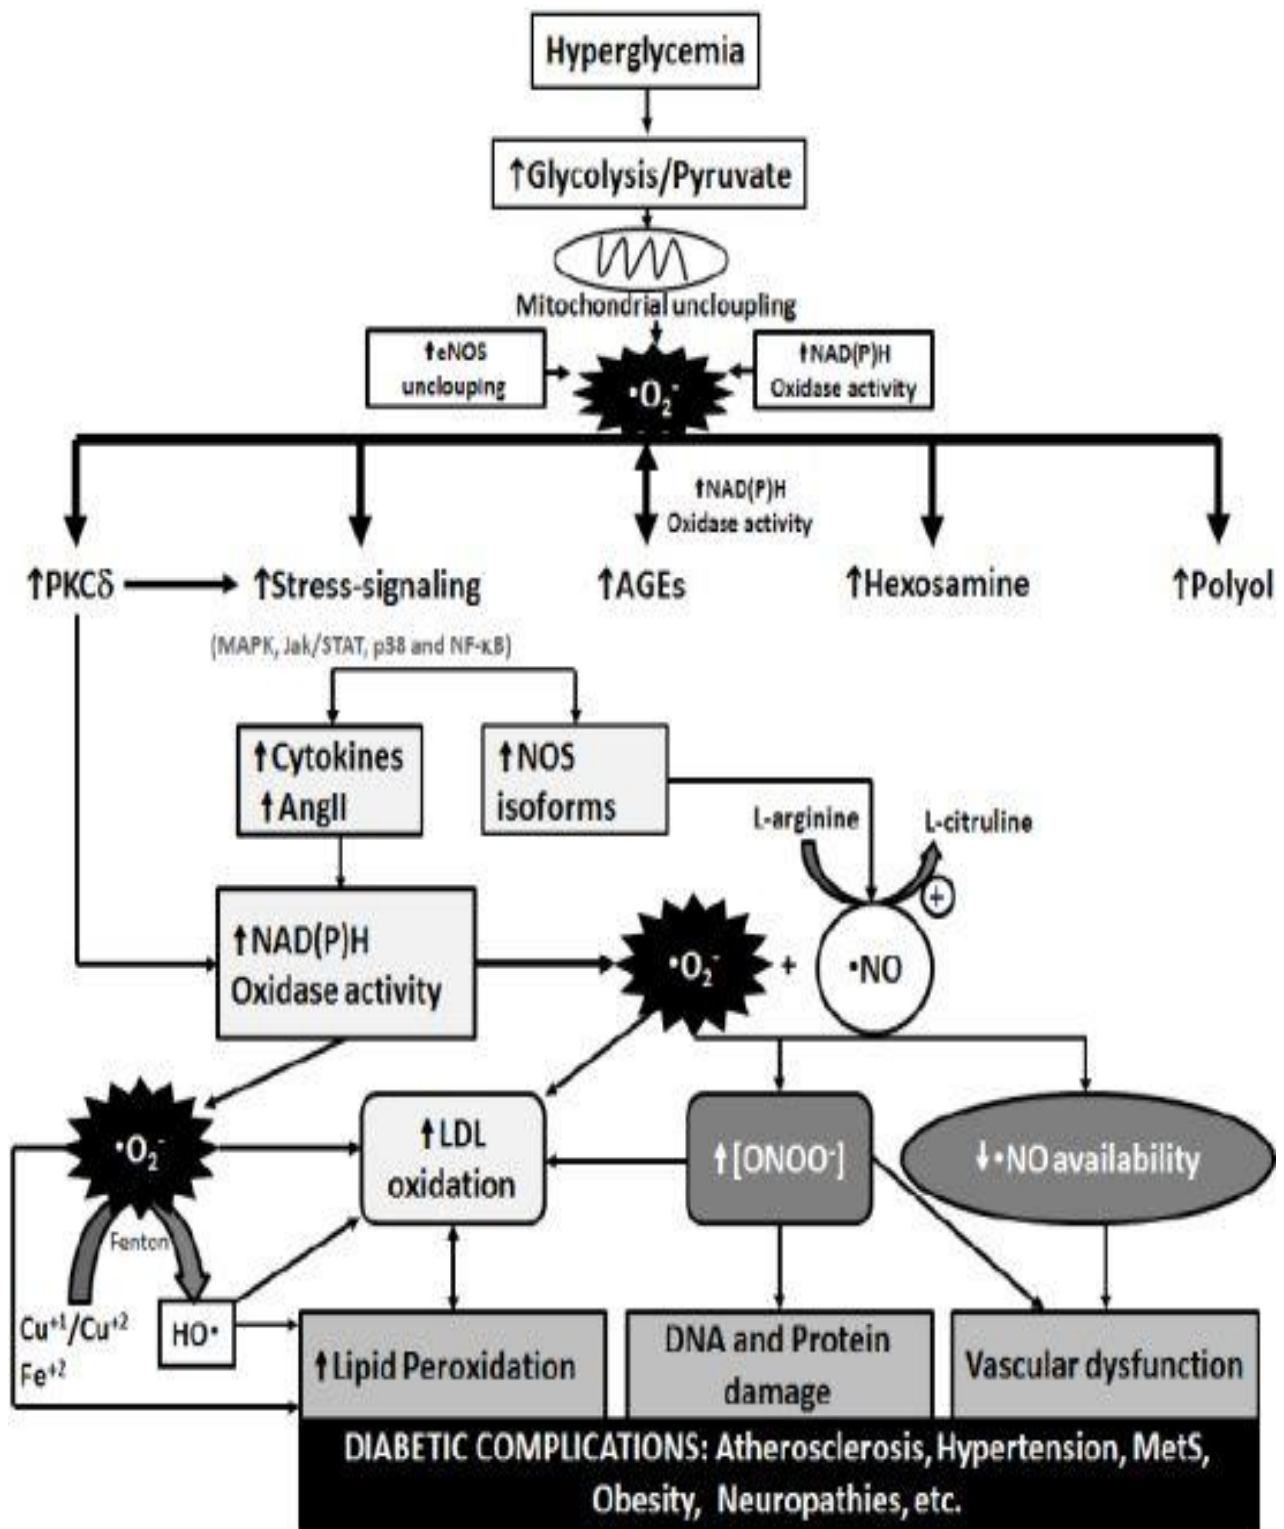 Hyperglycemia
↑Glycolysis/Pyruvate
Mitochondrial uncloupling
↑eNOS
unclouping
•O₂⁻
↑NAD(P)H
Oxidase activity
↑NAD(P)H
Oxidase activity
↑PKCδ
↑Stress-signaling
↑AGEs
↑Hexosamine
↑Polyol
(MAPK, Jak/STAT, p38 and NF-κB)
↑Cytokines
↑AngII
↑NOS
isoforms
L-arginine
L-citruline
+
↑NAD(P)H
Oxidase activity
•O₂⁻
+
•NO
•O₂⁻
↑LDL
oxidation
↑[ONOO⁻]
↓•NO availability
Fenton
Cu⁺¹/Cu⁺²
Fe⁺²
HO•
↑Lipid Peroxidation
DNA and Protein
damage
Vascular dysfunction
DIABETIC COMPLICATIONS: Atherosclerosis, Hypertension, MetS,
Obesity, Neuropathies, etc.